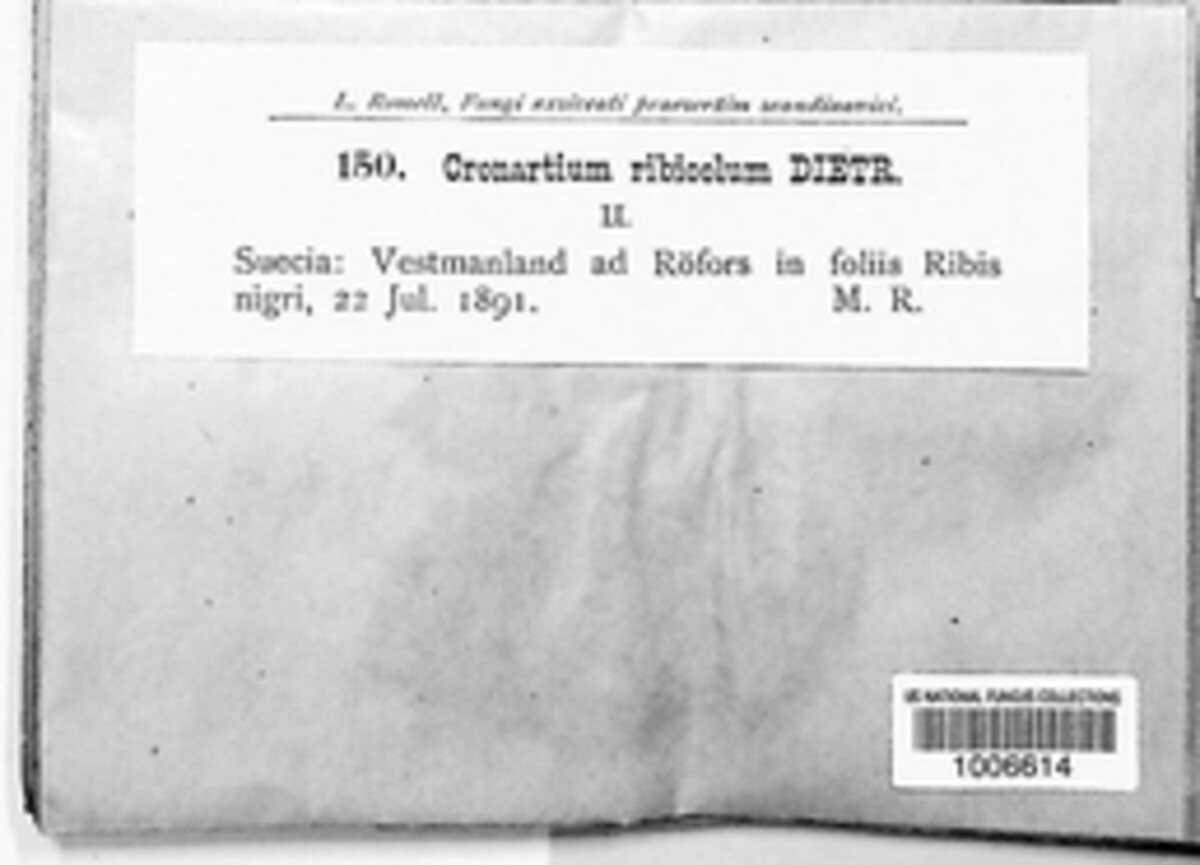 L. Romell, Fungi exsiccati praesertim scandinavici.
150. Cronartium ribicolum DIETR.
II.
Suecia: Vestmanland ad Röfors in foliis Ribis
nigri, 22 Jul. 1891. M. R.
US NATIONAL FUNGUS COLLECTIONS
1006614